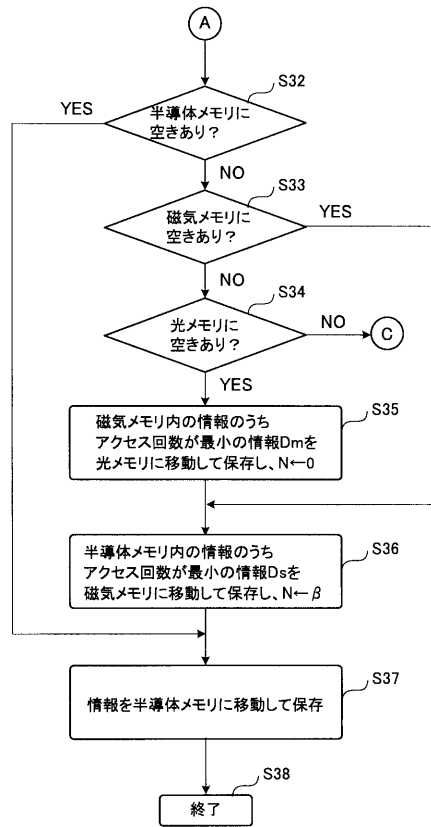 A
S32
YES
半導体メモリに
空きあり？
NO
S33
磁気メモリに
空きあり？
YES
NO
S34
光メモリに
空きあり？
NO
C
YES
S35
磁気メモリ内の情報のうち
アクセス回数が最小の情報Dmを
光メモリに移動して保存し、N←0
S36
半導体メモリ内の情報のうち
アクセス回数が最小の情報Dsを
磁気メモリに移動して保存し、N←β
S37
情報を半導体メモリに移動して保存
S38
終了